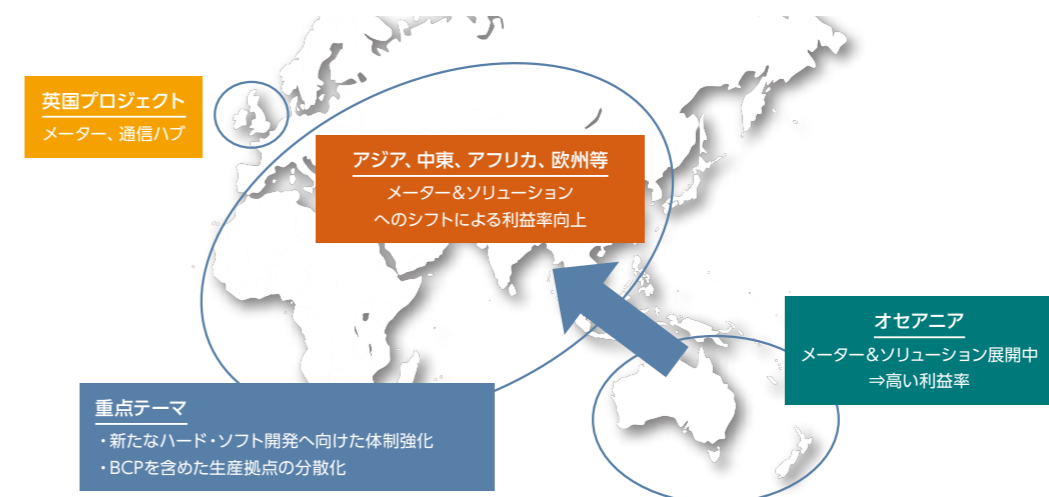 英国プロジェクト
メーター、通信ハブ
アジア、中東、アフリカ、欧州等
メーター&ソリューション
へのシフトによる利益率向上
オセアニア
メーター&ソリューション展開中
⇒高い利益率
重点テーマ
・新たなハード・ソフト開発へ向けた体制強化
・BCPを含めた生産拠点の分散化